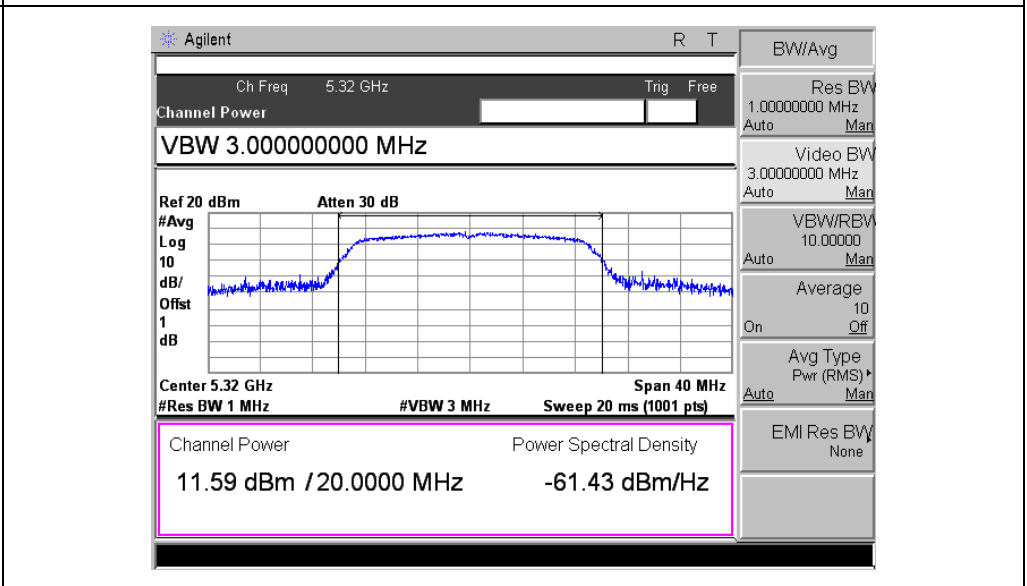 Agilent R T
Ch Freq 5.32 GHz Trig Free
Channel Power
VBW 3.000000000 MHz
Ref 20 dBm Atten 30 dB
#Avg
Log
10
dB/
Offst
1
dB
Center 5.32 GHz Span 40 MHz
#Res BW 1 MHz #VBW 3 MHz Sweep 20 ms (1001 pts)
Channel Power Power Spectral Density
11.59 dBm / 20.0000 MHz -61.43 dBm/Hz
BW/Avg
Res BW
1.00000000 MHz
Auto Man
Video BW
3.00000000 MHz
Auto Man
VBW/RBW
10.00000
Auto Man
Average
10
On Off
Avg Type
Pwr (RMS)
Auto Man
EMI Res BW
None